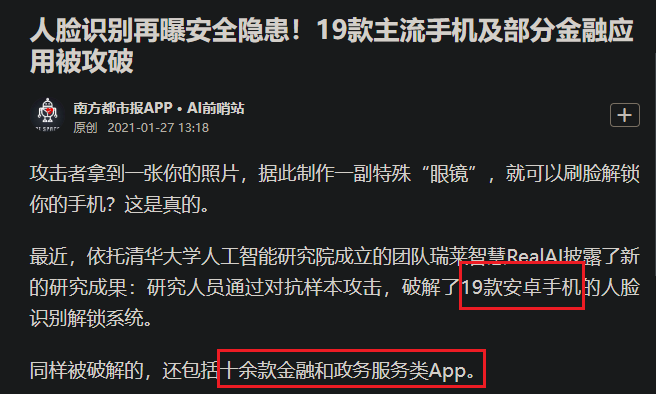 人脸识别再曝安全隐患！19款主流手机及部分金融应
用被攻破
南方都市报APP • AI前哨站
原创 2021-01-27 13:18
攻击者拿到一张你的照片，据此制作一副特殊“眼镜”，就可以刷脸解锁
你的手机？这是真的。
最近，依托清华大学人工智能研究院成立的团队瑞莱智慧RealAI披露了新
的研究成果：研究人员通过对抗样本攻击，破解了19款安卓手机的人脸
识别解锁系统。
同样被破解的，还包括十余款金融和政务服务类App。